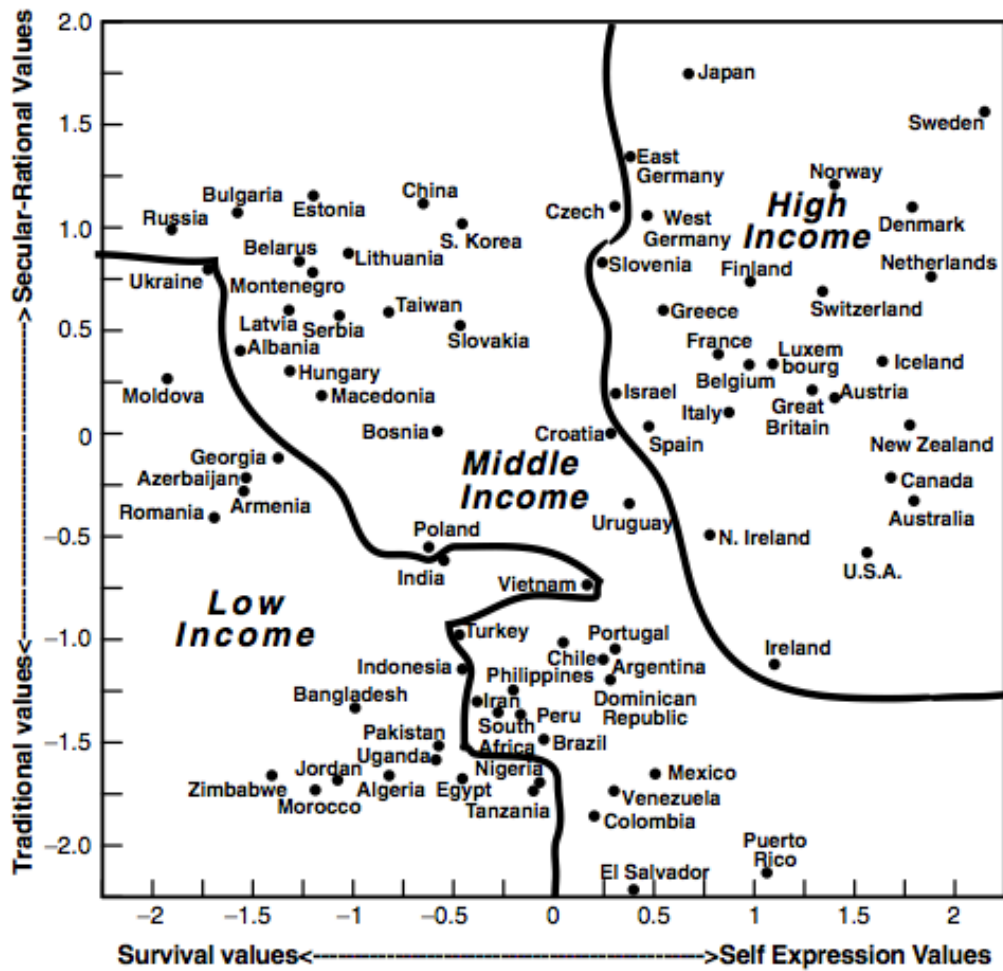 2.0
1.5
1.0
0.5
0
−0.5
−1.0
−1.5
−2.0
Traditional values<------------------------->Secular-Rational Values
Japan
Sweden
East
Germany
Norway
China
Bulgaria
Estonia
Russia
Czech
West
Germany
High
Income
Denmark
S. Korea
Belarus
Lithuania
Slovenia
Finland
Netherlands
Ukraine
Montenegro
Taiwan
Switzerland
Greece
Latvia
Serbia
Slovakia
France
Luxem
bourg
Iceland
Albania
Hungary
Belgium
Moldova
Macedonia
Israel
Italy
Great
Britain
Austria
Bosnia
Croatia
Spain
New Zealand
Georgia
Middle
Income
Azerbaijan
Armenia
Canada
Romania
Uruguay
Australia
Poland
N. Ireland
India
U.S.A.
Vietnam
Low
Income
Turkey
Portugal
Chile
Ireland
Indonesia
Philippines
Argentina
Bangladesh
Iran
Dominican
Republic
South
Africa
Peru
Pakistan
Brazil
Uganda
Jordan
Nigeria
Mexico
Zimbabwe
Algeria
Egypt
Venezuela
Morocco
Tanzania
Colombia
Puerto
Rico
El Salvador
−2
−1.5
−1
−0.5
0
0.5
1
1.5
2
Survival values<------------------------------------------->Self Expression Values